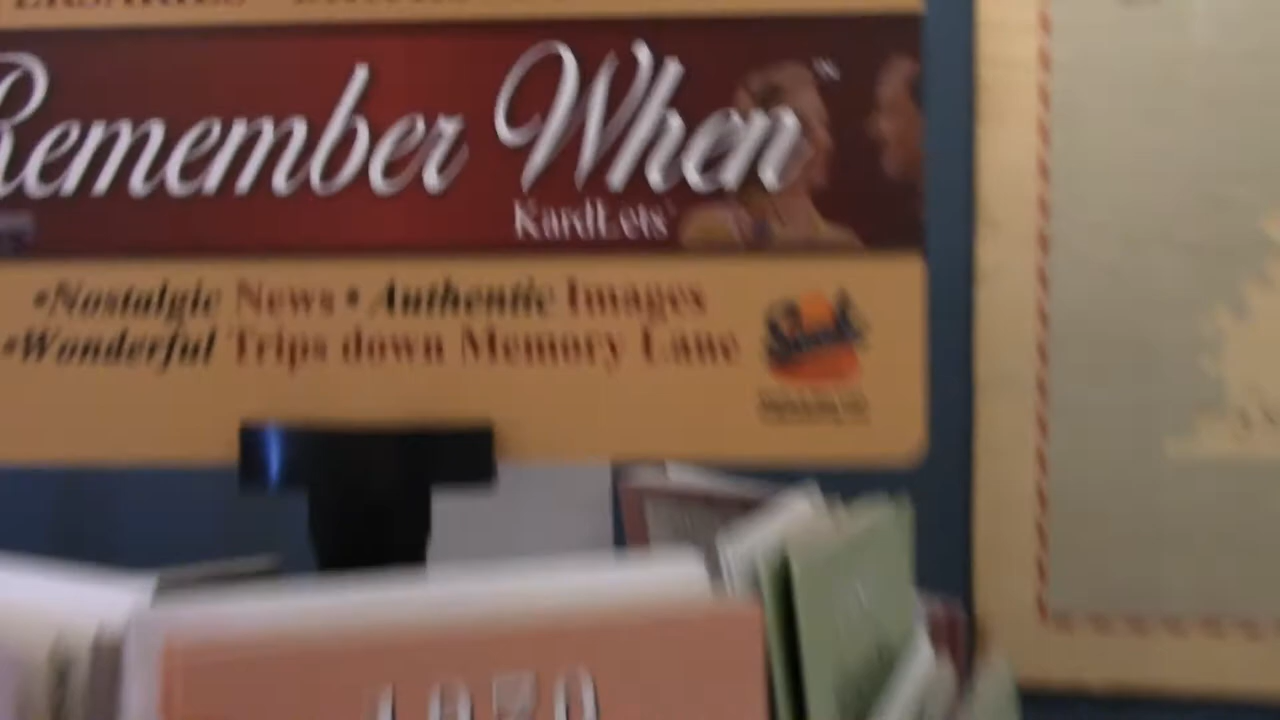 Remember When
KardLets
•Nostalgic News • Authentic Images
•Wonderful Trips down Memory Lane